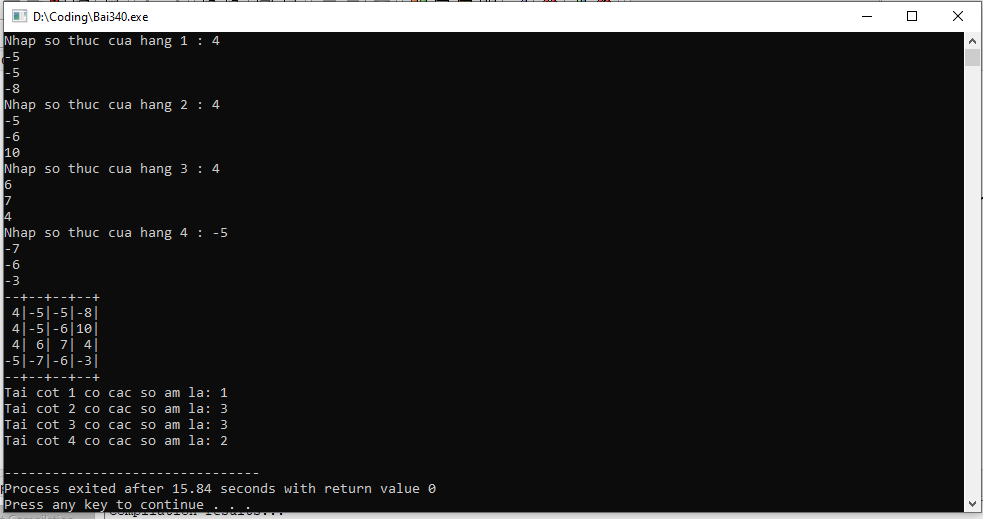 D:\Coding\Bai340.exe
Nhap so thuc cua hang 1 : 4
-5
-5
-8
Nhap so thuc cua hang 2 : 4
-5
-6
10
Nhap so thuc cua hang 3 : 4
6
7
4
Nhap so thuc cua hang 4 : -5
-7
-6
-3
--+--+--+--+
 4|-5|-5|-8|
 4|-5|-6|10|
 4| 6| 7| 4|
-5|-7|-6|-3|
--+--+--+--+
Tai cot 1 co cac so am la: 1
Tai cot 2 co cac so am la: 3
Tai cot 3 co cac so am la: 3
Tai cot 4 co cac so am la: 2
--------------------------------
Process exited after 15.84 seconds with return value 0
Press any key to continue . . .